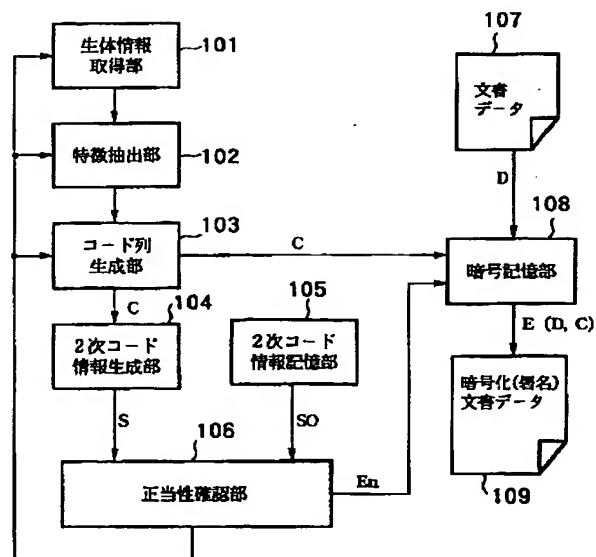 生体情報
取得部
101
特徴抽出部
102
コード列
生成部
103
C
C
104
2次コード
情報生成部
105
2次コード
情報記憶部
S
SO
106
正当性確認部
En
107
文書
データ
D
108
暗号記憶部
E (D, C)
暗号化(署名)
文書データ
109